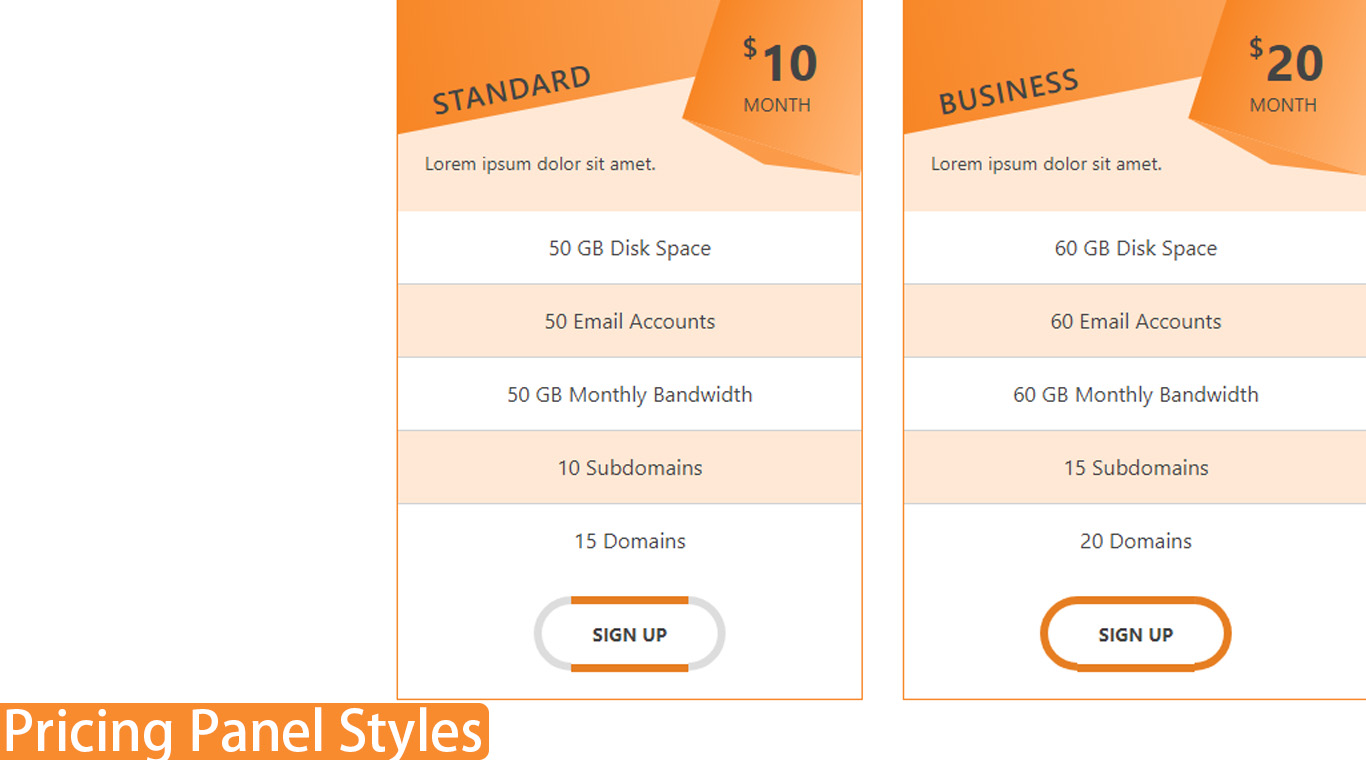 STANDARD
$10
MONTH
Lorem ipsum dolor sit amet.
50 GB Disk Space
50 Email Accounts
50 GB Monthly Bandwidth
10 Subdomains
15 Domains
SIGN UP
BUSINESS
$20
MONTH
Lorem ipsum dolor sit amet.
60 GB Disk Space
60 Email Accounts
60 GB Monthly Bandwidth
15 Subdomains
20 Domains
SIGN UP
Pricing Panel Styles